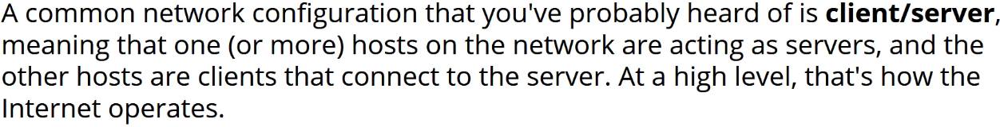 A common network configuration that you've probably heard of is client/server,
meaning that one (or more) hosts on the network are acting as servers, and the
other hosts are clients that connect to the server. At a high level, that's how the
Internet operates.